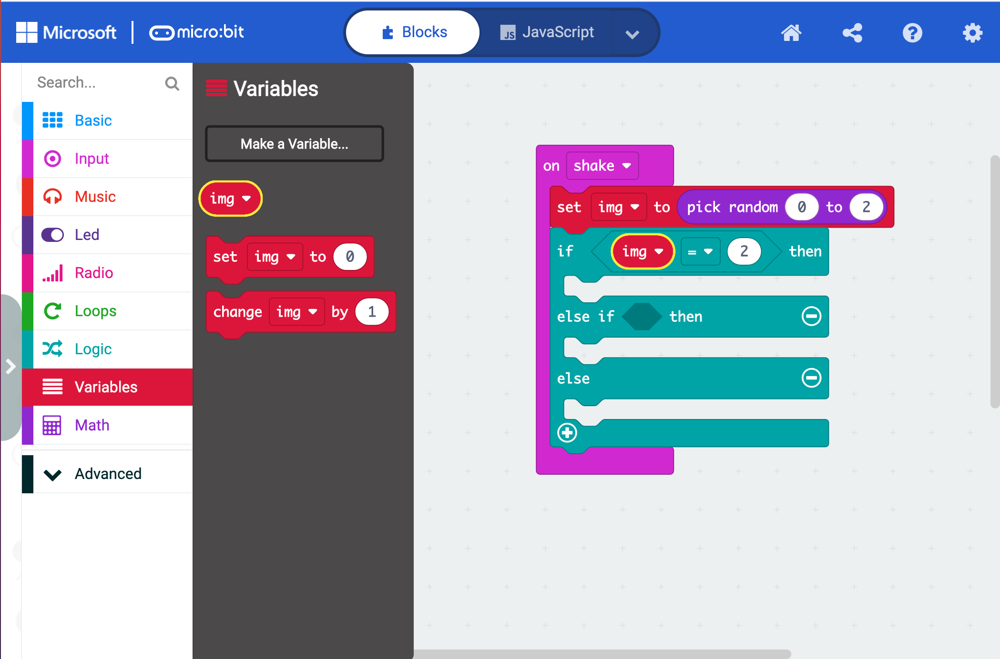 Microsoft | micro:bit
Blocks
JS JavaScript
Search...
Basic
Input
Music
Led
Radio
Loops
Logic
Variables
Math
Advanced
Variables
Make a Variable...
img
set img to 0
change img by 1
on shake
set img to pick random 0 to 2
if img = 2 then
else if then
else